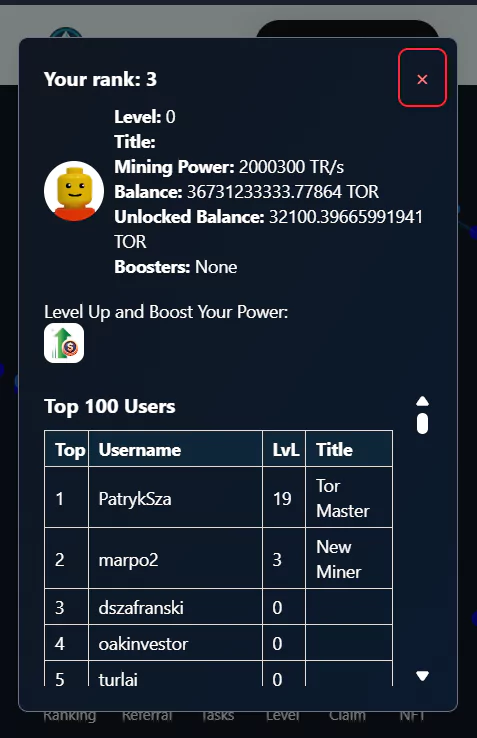 Your rank: 3
×
Level: 0
Title:
Mining Power: 2000300 TR/s
Balance: 36731233333.77864 TOR
Unlocked Balance: 32100.39665991941
TOR
Boosters: None
Level Up and Boost Your Power:
Top 100 Users
Top Username LvL Title
1 PatrykSza 19 Tor
Master
2 marpo2 3 New
Miner
3 dszafranski 0
4 oakinvestor 0
5 turlai 0
Ranking Referral Tasks Level Claim NFT